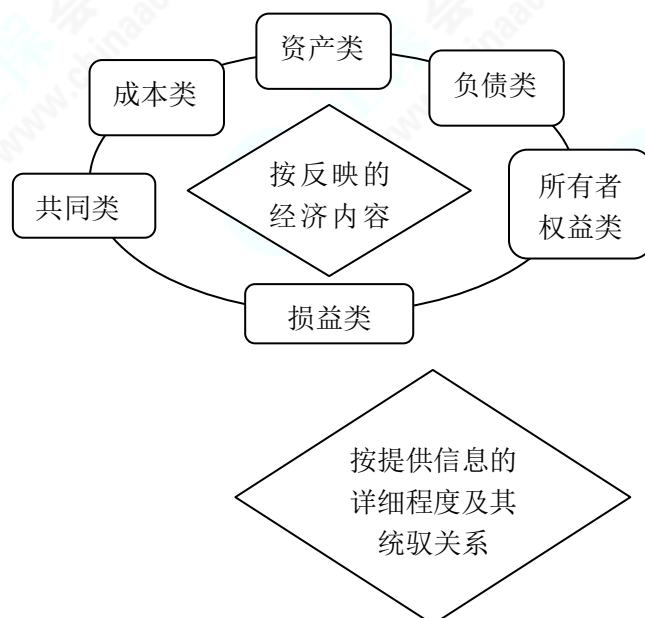 资产类
成本类
负债类
按反映的
经济内容
共同类
所有者
权益类
损益类
按提供信息的
详细程度及其
统驭关系